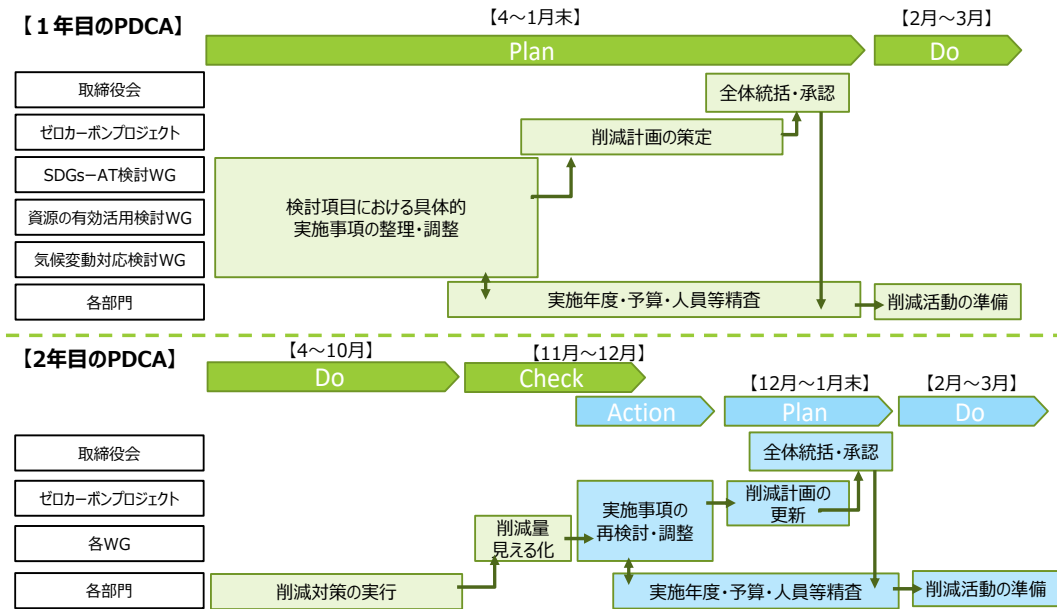 【１年目のPDCA】
【4～1月末】
【2月～3月】
Plan
Do
取締役会
全体統括・承認
ゼロカーボンプロジェクト
削減計画の策定
SDGsーAT検討WG
資源の有効活用検討WG
気候変動対応検討WG
検討項目における具体的
実施事項の整理・調整
各部門
実施年度・予算・人員等精査
削減活動の準備
【2年目のPDCA】
【4～10月】
【11月～12月】
Do
Check
【12月～1月末】
【2月～3月】
Action
Plan
Do
取締役会
全体統括・承認
ゼロカーボンプロジェクト
削減計画の
更新
各WG
削減量
見える化
実施事項の
再検討・調整
各部門
削減対策の実行
実施年度・予算・人員等精査
削減活動の準備